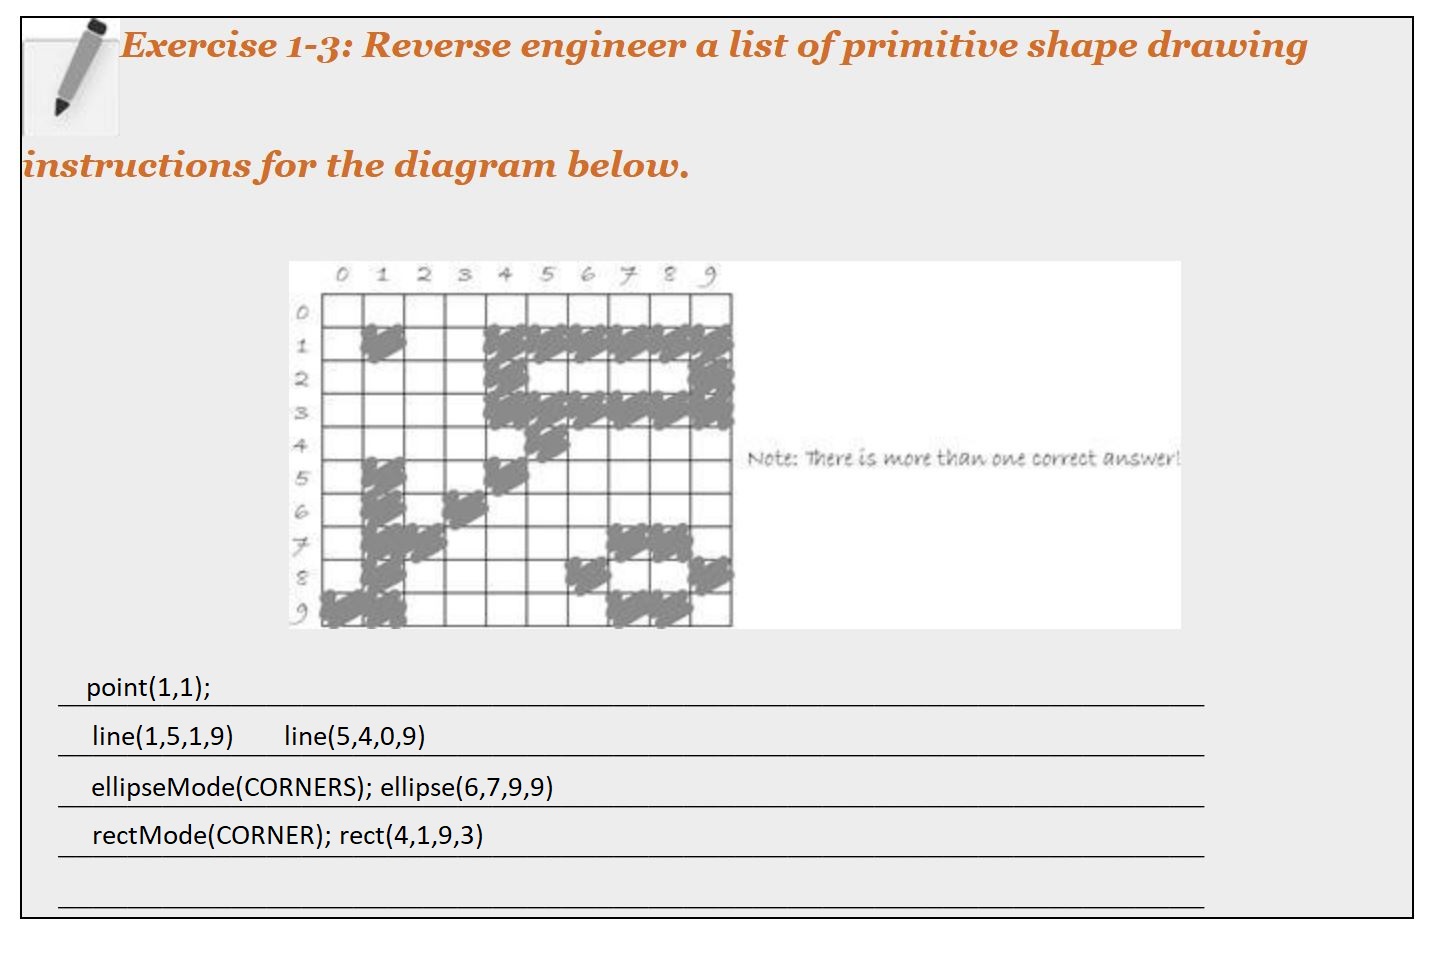 Exercise 1-3: Reverse engineer a list of primitive shape drawing
instructions for the diagram below.
0 1 2 3 4 5 6 7 8 9
0
1
2
3
4
Note: There is more than one correct answer!
5
6
7
8
9
point(1,1);
line(1,5,1,9) line(5,4,0,9)
ellipseMode(CORNERS); ellipse(6,7,9,9)
rectMode(CORNER); rect(4,1,9,3)